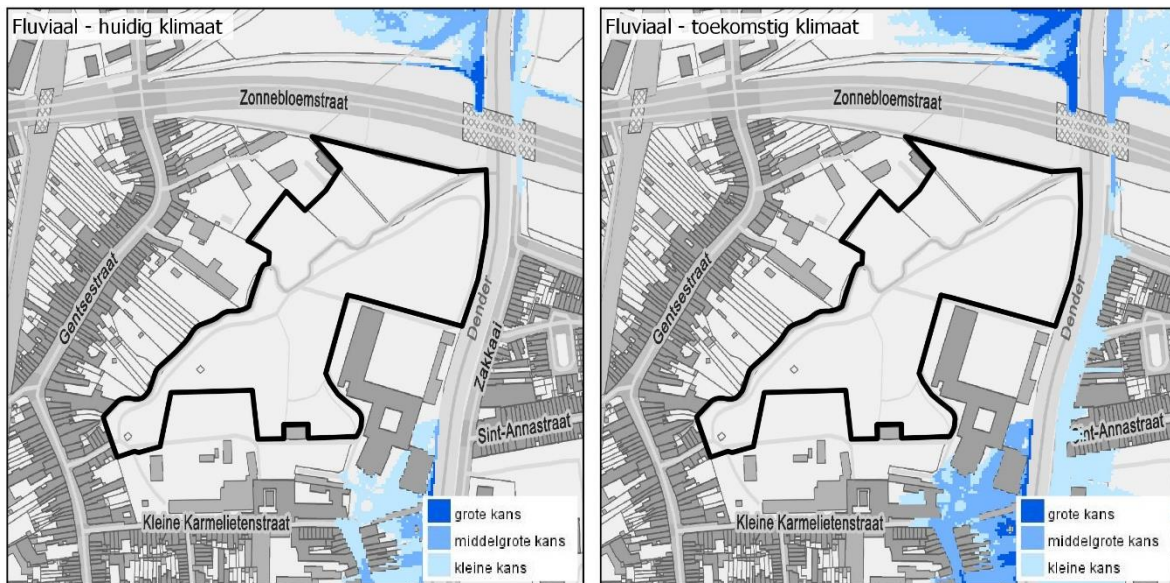 Fluviaal - huidig klimaat
Zonnebloemstraat
Gentsestraat
Dender
Zakkaai
Sint-Annastraat
Kleine Karmelietenstraat
grote kans
middelgrote kans
kleine kans
Fluviaal - toekomstig klimaat
Zonnebloemstraat
Gentsestraat
Dender
Sint-Annastraat
Kleine Karmelietenstraat
grote kans
middelgrote kans
kleine kans